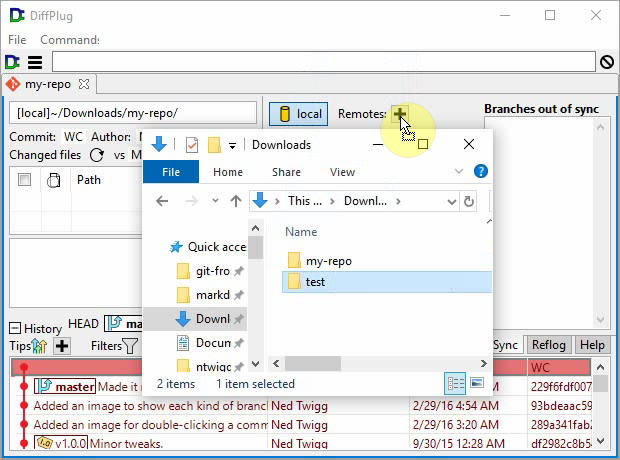 DiffPlug
File Commands
my-repo
[local]~/Downloads/my-repo/
local Remotes:
Branches out of sync
Commit: WC Author:
Changed files vs
Path
Downloads
File Home Share View
This ... Downl...
Quick acce
Name
git-fro
my-repo
markd
test
Downl
Docun
ntwigc
2 items 1 item selected
History HEAD
Tips Filters
Sync Reflog Help
WC
master Made it 229f6fdf007
Added an image to show each kind of branc Ned Twigg 2/29/16 4:54 AM 93bdeaac59
Added an image for double-clicking a comm Ned Twigg 2/29/16 3:20 AM 289a341fab2
v1.0.0 Minor tweaks. Ned Twigg 9/30/15 12:28 AM df2982c8b5